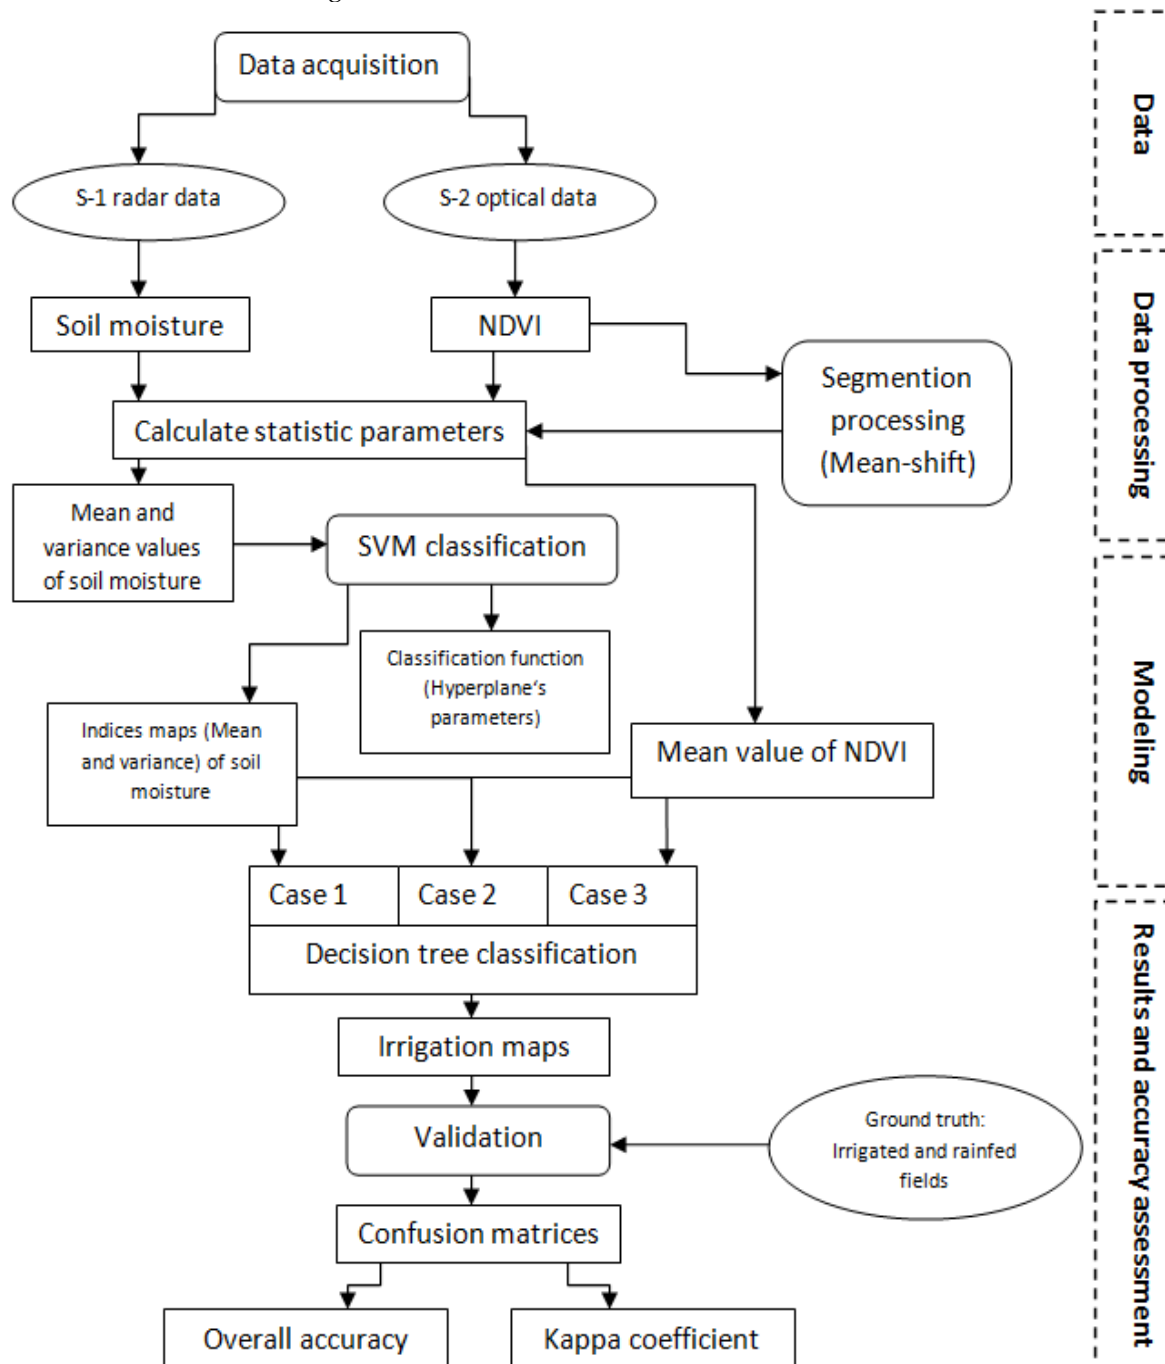 Data acquisition
S-1 radar data
S-2 optical data
Soil moisture
NDVI
Segmention
processing
(Mean-shift)
Calculate statistic parameters
Mean and
variance values
of soil moisture
SVM classification
Classification function
(Hyperplane‘s
parameters)
Indices maps (Mean
and variance) of soil
moisture
Mean value of NDVI
Case 1
Case 2
Case 3
Decision tree classification
Irrigation maps
Validation
Ground truth:
Irrigated and rainfed
fields
Confusion matrices
Overall accuracy
Kappa coefficient
Data
Data processing
Modeling
Results and accuracy assessment